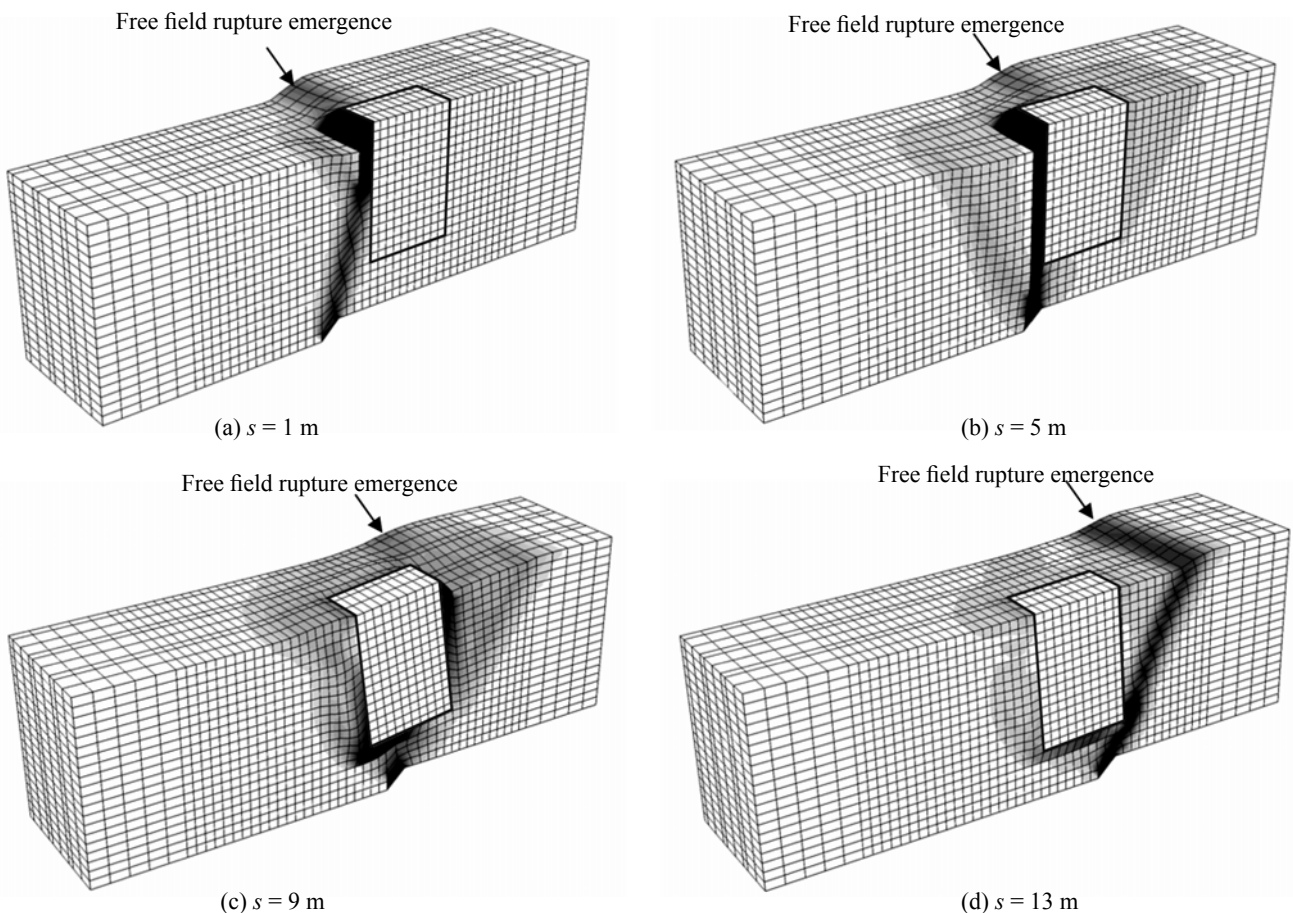 Free field rupture emergence
Free field rupture emergence
(a) s = 1 m
(b) s = 5 m
Free field rupture emergence
Free field rupture emergence
(c) s = 9 m
(d) s = 13 m